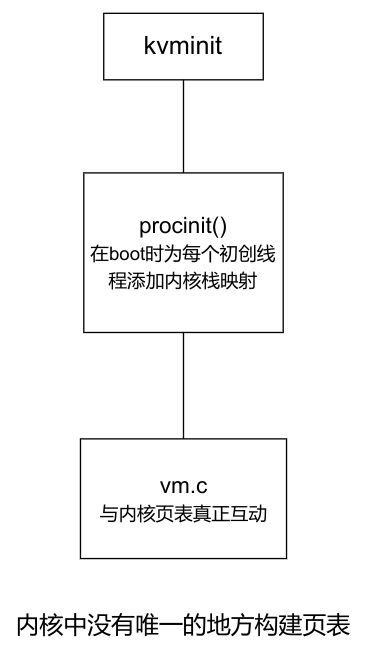 kvminit
procinit()
在boot时为每个初创线
程添加内核栈映射
vm.c
与内核页表真正互动
内核中没有唯一的地方构建页表